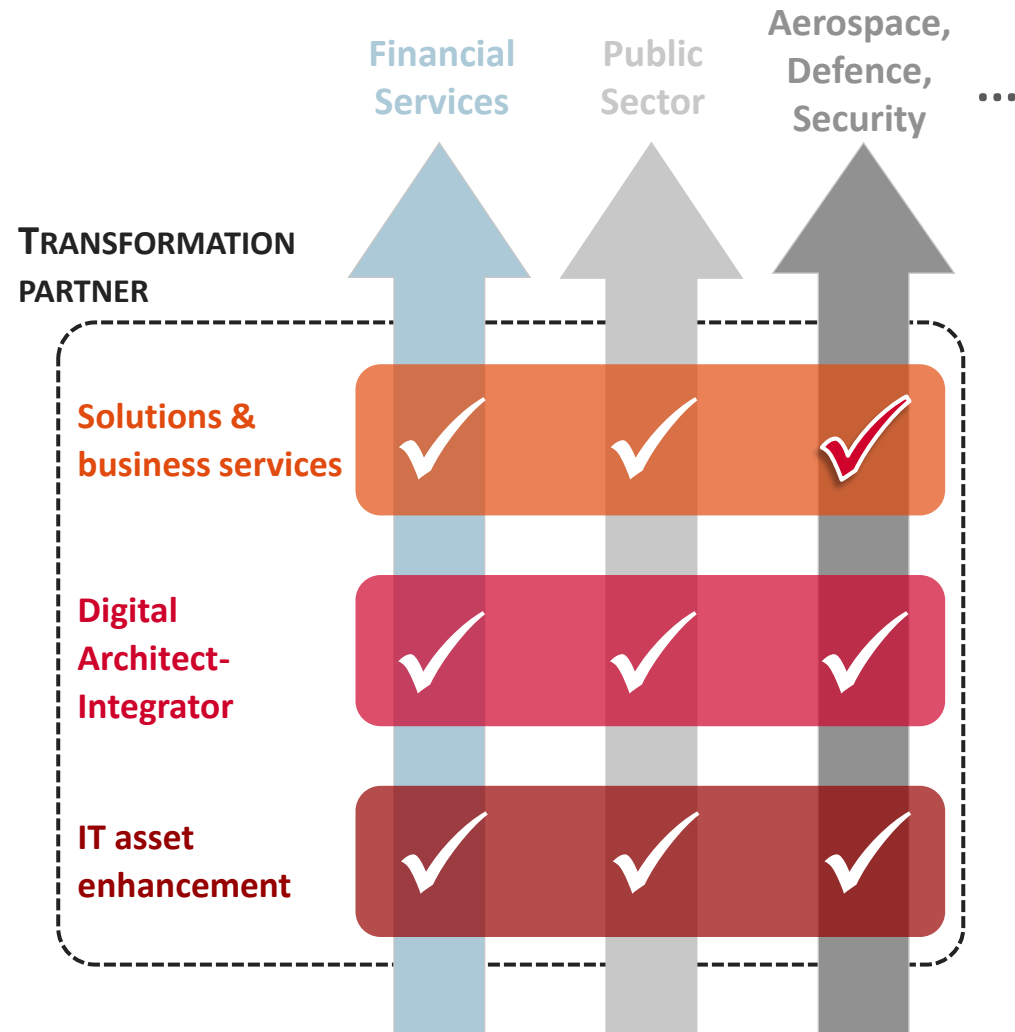 Financial
Services
Public
Sector
Aerospace,
Defence,
Security
...
TRANSFORMATION
PARTNER
Solutions &
business services
Digital
Architect-
Integrator
IT asset
enhancement